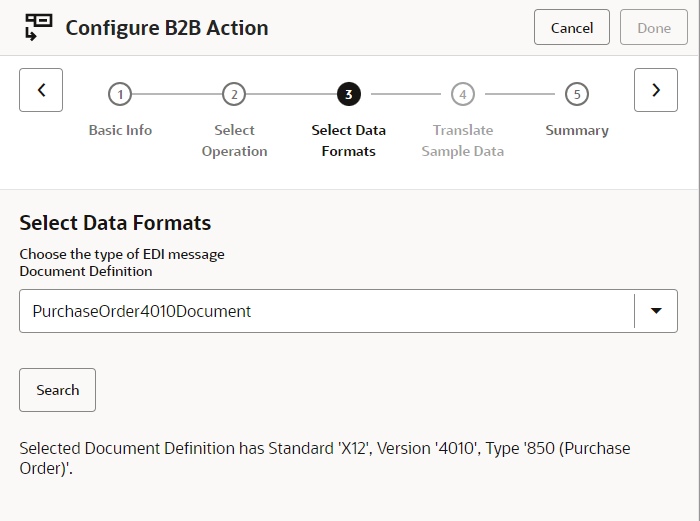 Configure B2B Action
Cancel
Done
1
2
3
4
5
Basic Info
Select
Operation
Select Data
Formats
Translate
Sample Data
Summary
Select Data Formats
Choose the type of EDI message
Document Definition
PurchaseOrder4010Document
Search
Selected Document Definition has Standard 'X12', Version '4010', Type '850 (Purchase
Order)'.